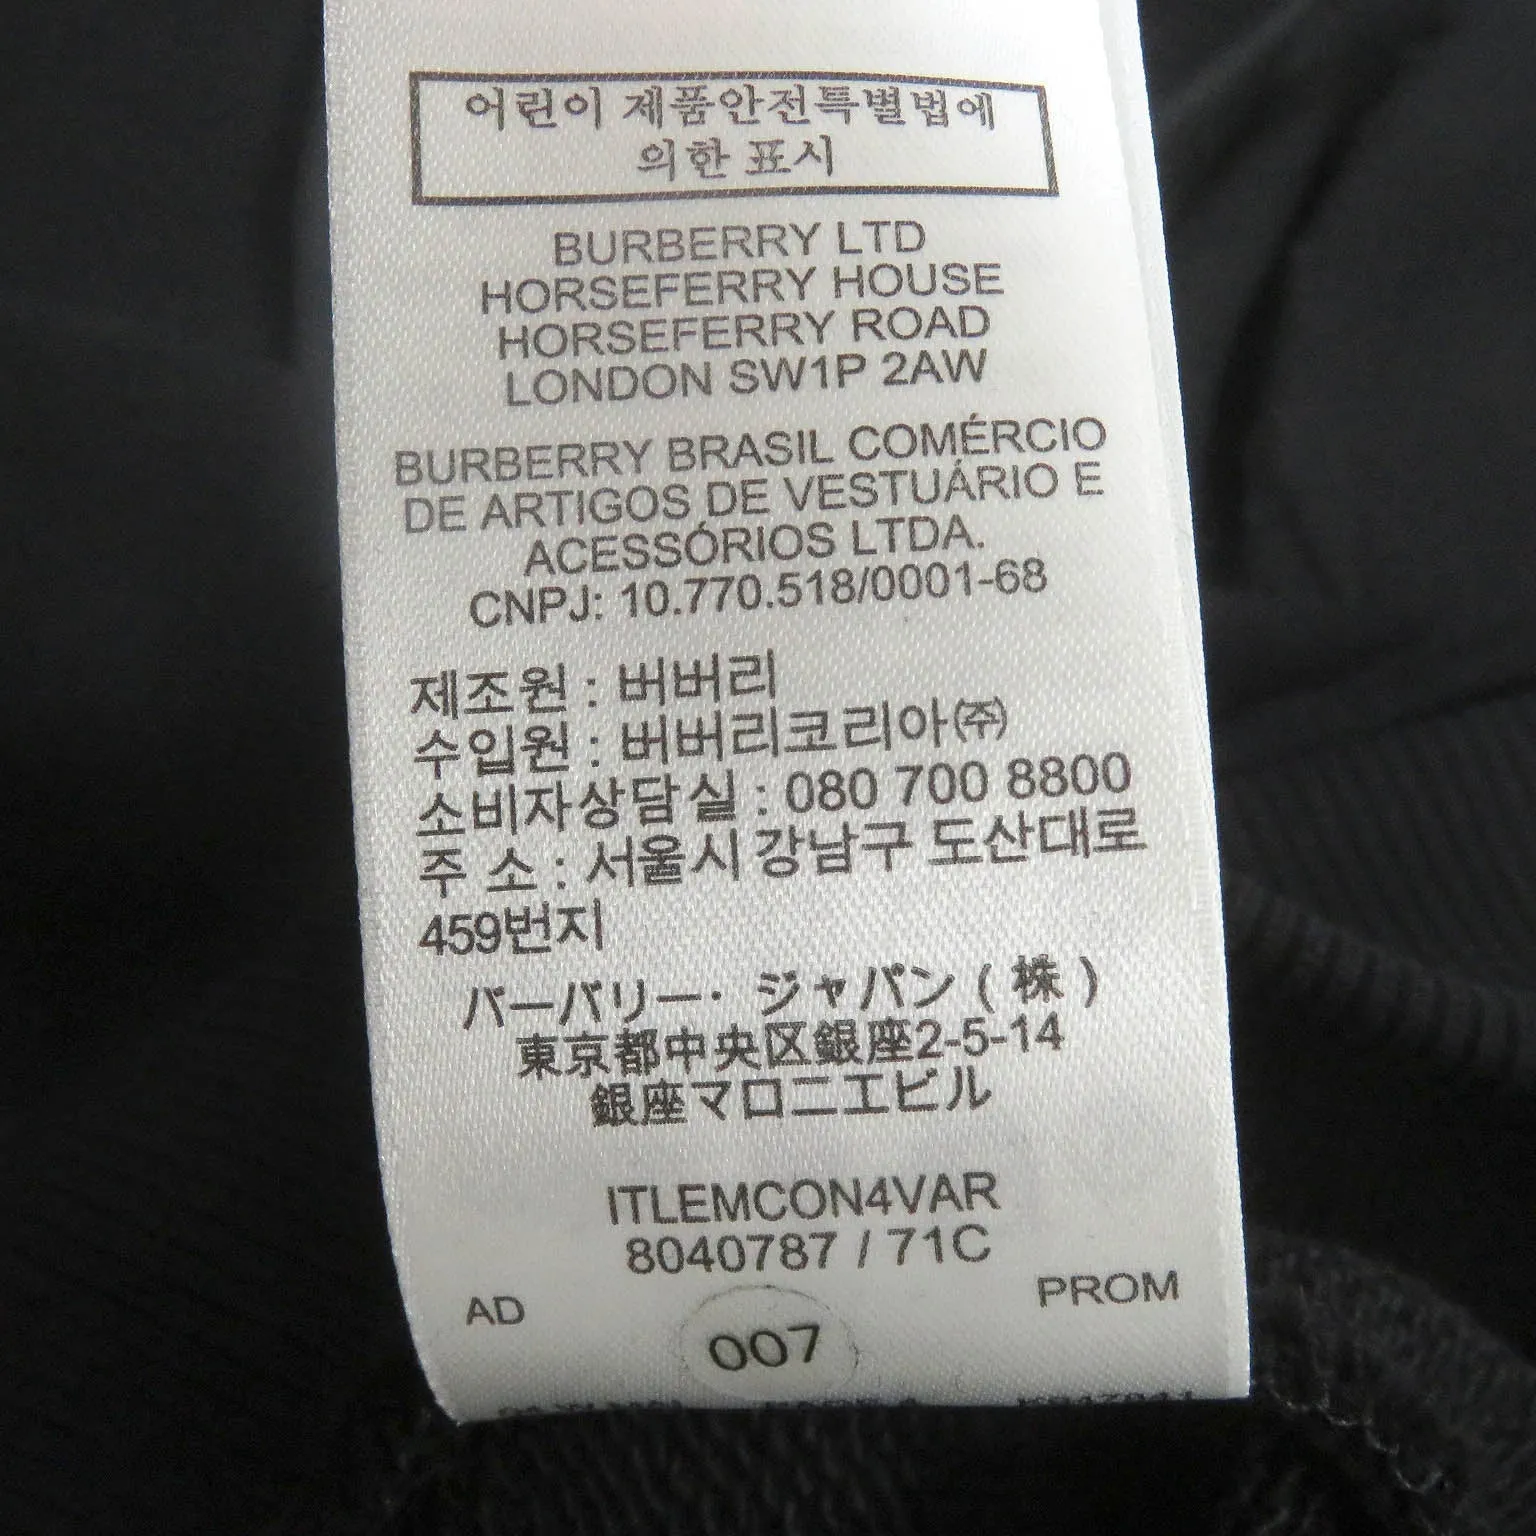 어린이 제품안전특별법에
의한 표시
BURBERRY LTD
HORSEFERRY HOUSE
HORSEFERRY ROAD
LONDON SW1P 2AW
BURBERRY BRASIL COMÉRCIO
DE ARTIGOS DE VESTUÁRIO E
ACESSÓRIOS LTDA.
CNPJ: 10.770.518/0001-68
제조원 : 버버리
수입원 : 버버리코리아㈜
소비자상담실 : 080 700 8800
주 소 : 서울시 강남구 도산대로
459번지
バーバリー・ ジャパン ( 株 )
東京都中央区銀座2-5-14
銀座マロニエビル
ITLEMCON4VAR
8040787 / 71C
AD PROM
007